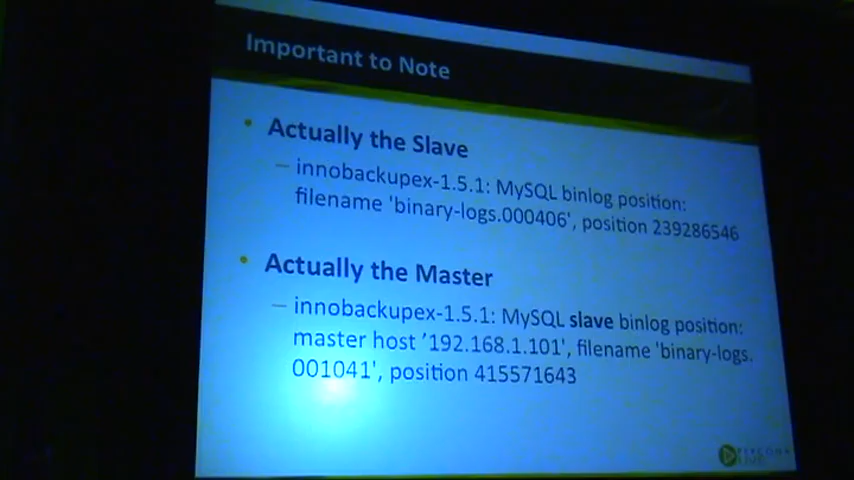 Important to Note
• Actually the Slave
– innobackupex-1.5.1: MySQL binlog position:
filename 'binary-logs.000406', position 239286546
• Actually the Master
– innobackupex-1.5.1: MySQL slave binlog position:
master host '192.168.1.101', filename 'binary-logs.
001041', position 415571643